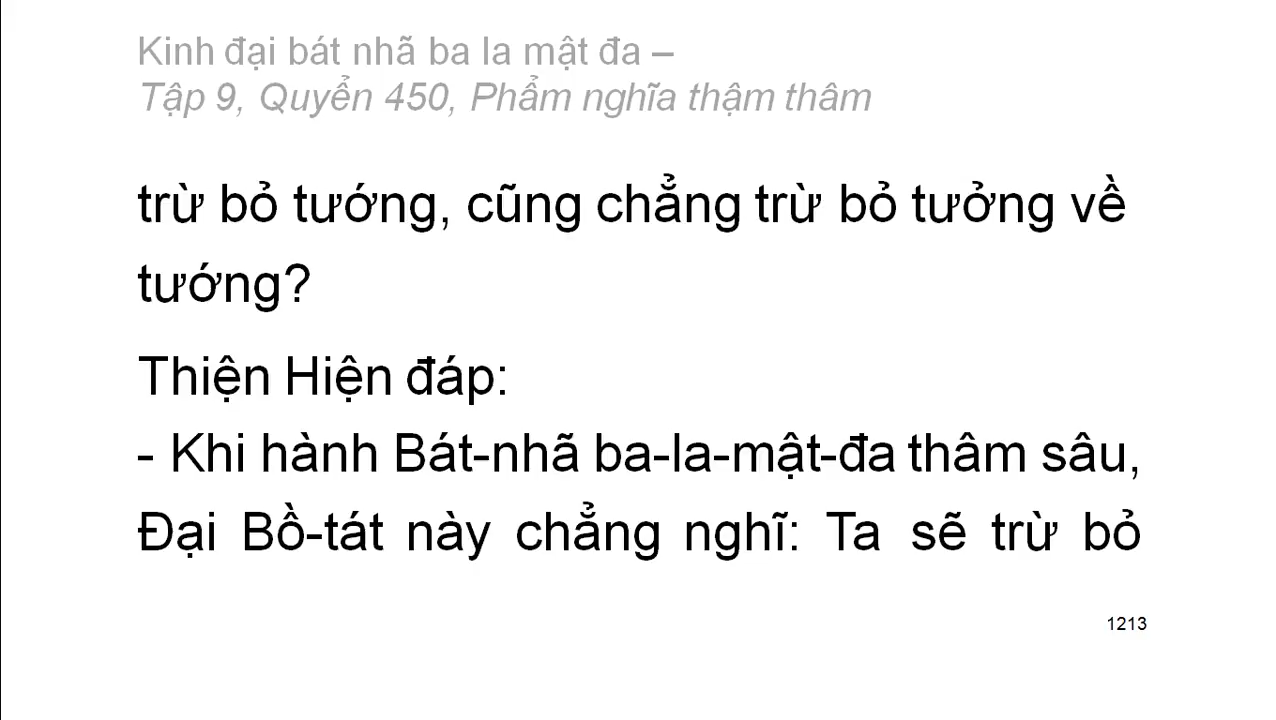 Kinh đại bát nhã ba la mật đa –
Tập 9, Quyển 450, Phẩm nghĩa thậm thâm
trừ bỏ tướng, cũng chẳng trừ bỏ tưởng về
tướng?
Thiện Hiện đáp:
- Khi hành Bát-nhã ba-la-mật-đa thâm sâu,
Đại Bồ-tát này chẳng nghĩ: Ta sẽ trừ bỏ
1213